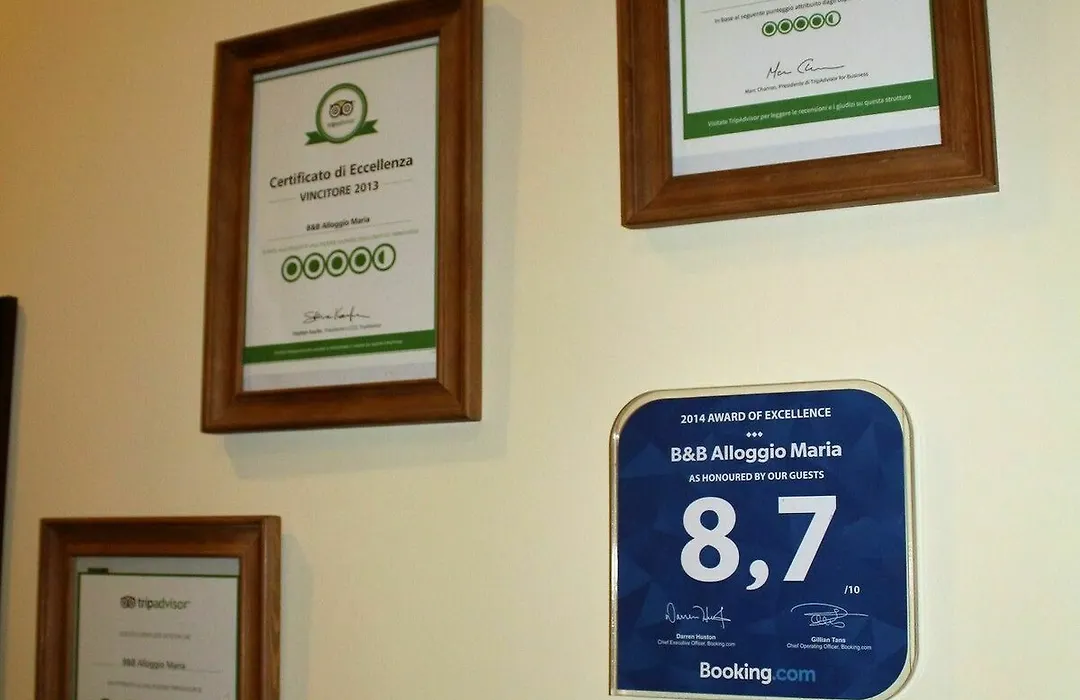 tripadvisor
Certificato di Eccellenza
VINCITORE 2013
B&B Alloggio Maria
In base al seguente punteggio attribuito dagli
Marc Charron, Presidente di TripAdvisor for Business
Visitate TripAdvisor per leggere le recensioni e i giudizi su questa struttura
tripadvisor
B&B Alloggio Maria
2014 AWARD OF EXCELLENCE
B&B Alloggio Maria
AS HONOURED BY OUR GUESTS
8,7
/10
Darren Huston
Chief Executive Officer, Booking.com
Gillian Tans
Chief Operating Officer, Booking.com
Booking.com